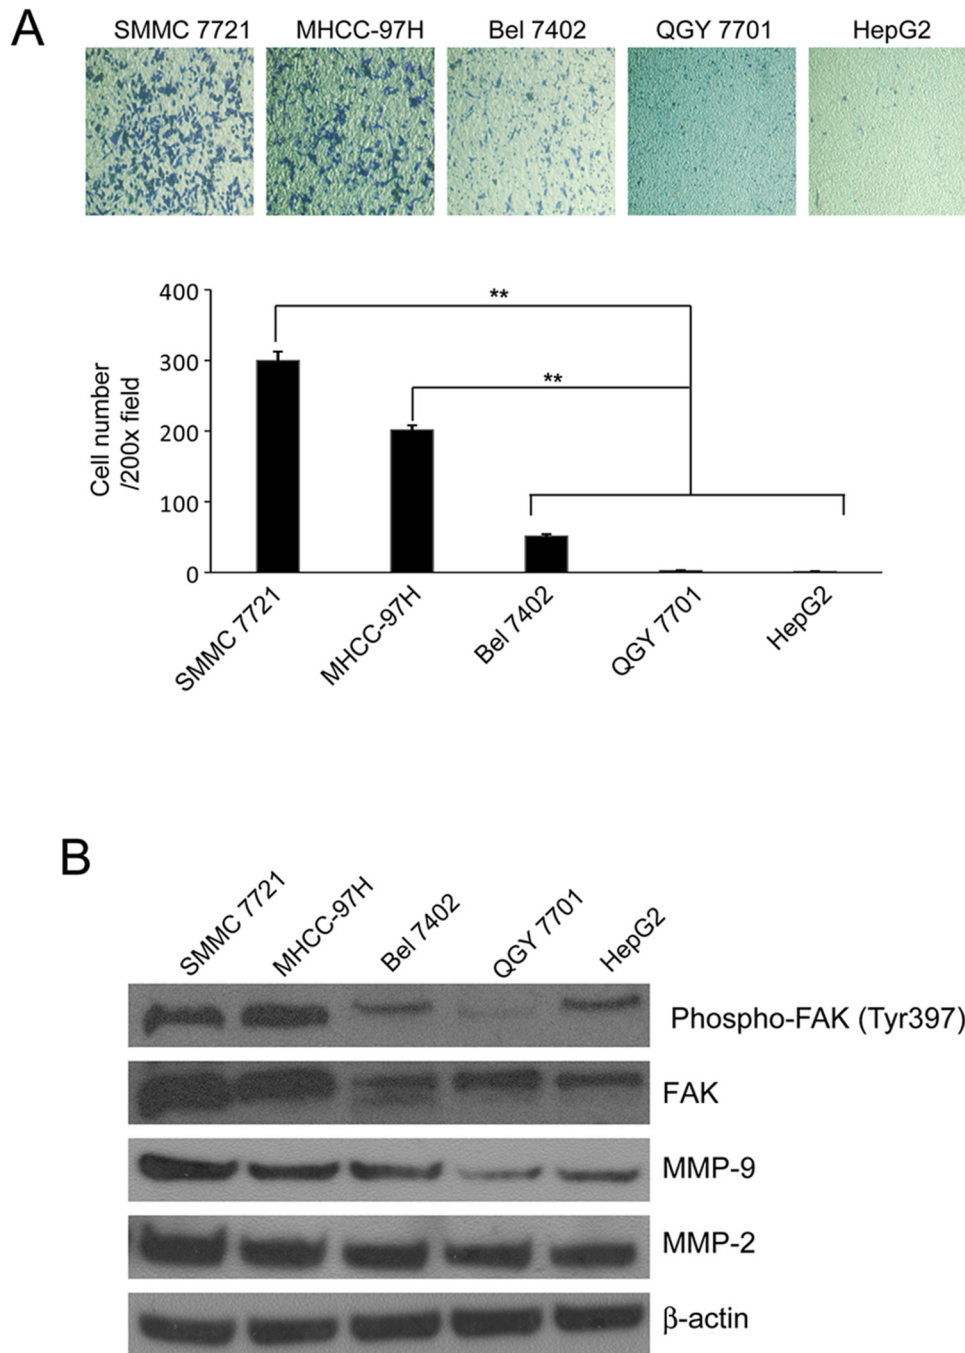 A
SMMC 7721 MHCC-97H Bel 7402 QGY 7701 HepG2
400
300
200
100
0
Cell number
/200x field
**
**
SMMC 7721
MHCC-97H
Bel 7402
QGY 7701
HepG2
B
SMMC 7721
MHCC-97H
Bel 7402
QGY 7701
HepG2
Phospho-FAK (Tyr397)
FAK
MMP-9
MMP-2
β-actin